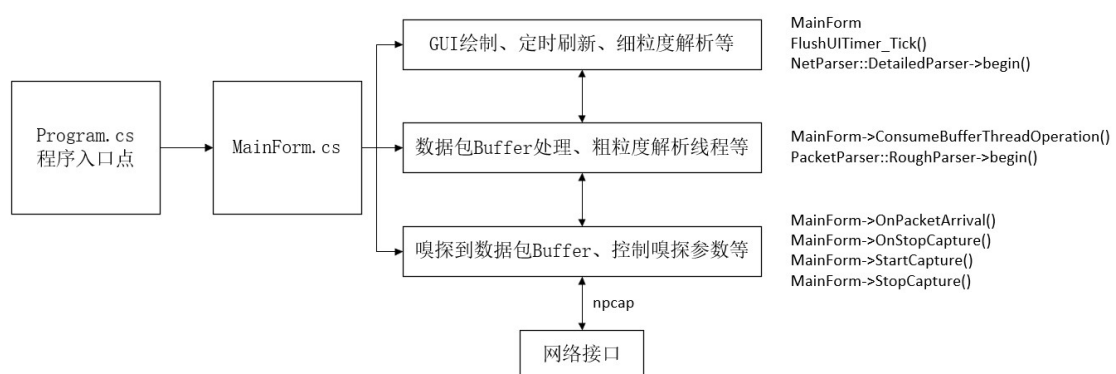 Program.cs
程序入口点
MainForm.cs
GUI绘制、定时刷新、细粒度解析等
MainForm
FlushUITimer_Tick()
NetParser::DetailedParser->begin()
数据包Buffer处理、粗粒度解析线程等
MainForm->ConsumeBufferThreadOperation()
PacketParser::RoughParser->begin()
嗅探到数据包Buffer、控制嗅探参数等
MainForm->OnPacketArrival()
MainForm->OnStopCapture()
MainForm->StartCapture()
MainForm->StopCapture()
npcap
网络接口